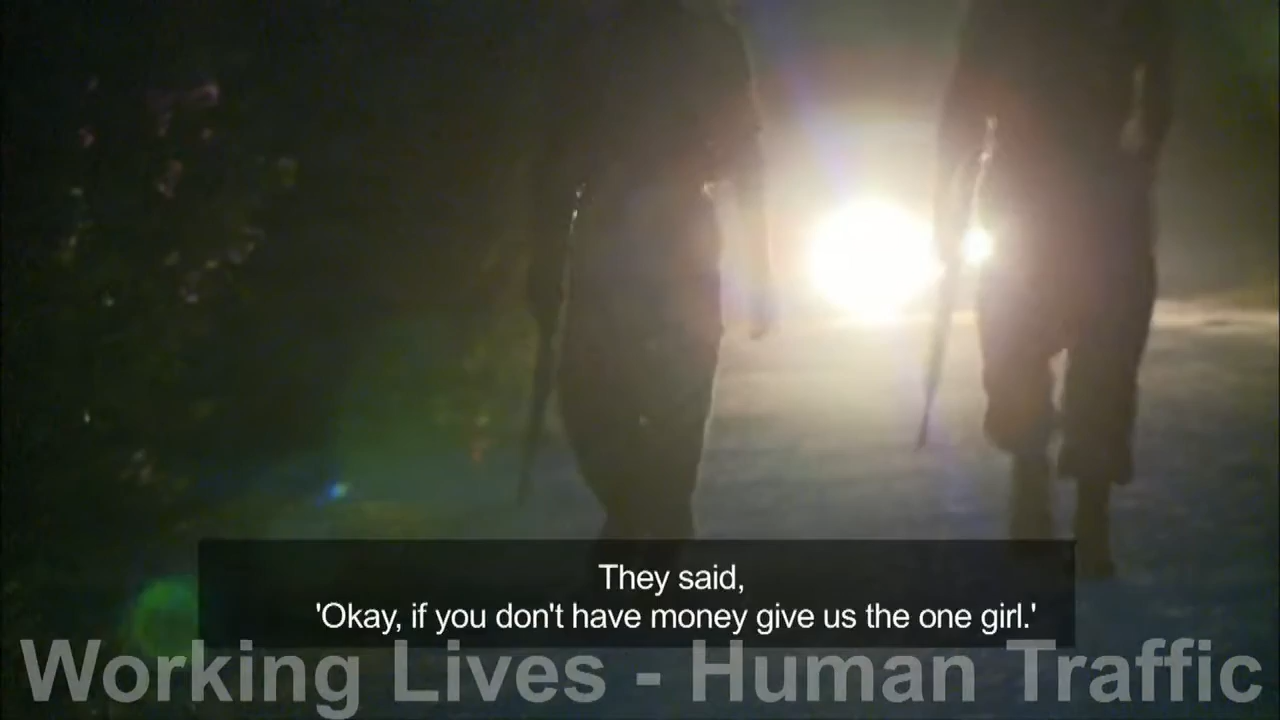 They said,
'Okay, if you don't have money give us the one girl.'
Working Lives - Human Traffic